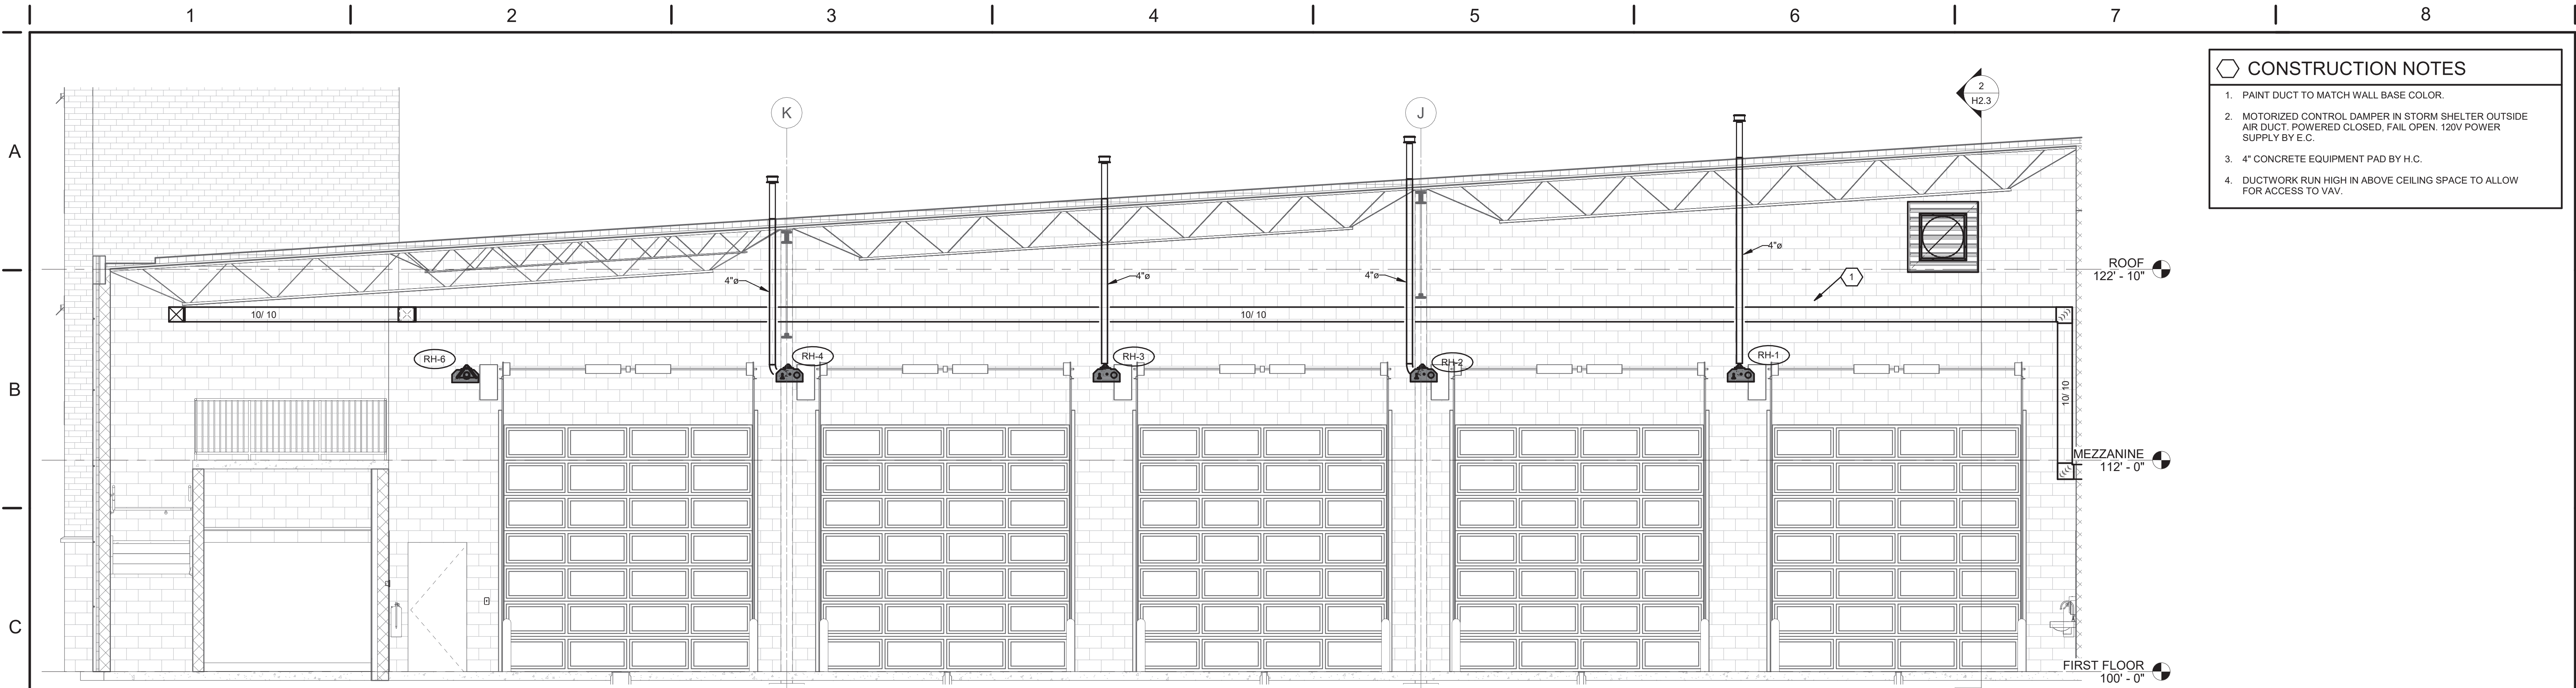 1 2 3 4 5 6 7 8
A
B
C
CONSTRUCTION NOTES
1. PAINT DUCT TO MATCH WALL BASE COLOR.
2. MOTORIZED CONTROL DAMPER IN STORM SHELTER OUTSIDE
AIR DUCT. POWERED CLOSED, FAIL OPEN. 120V POWER
SUPPLY BY E.C.
3. 4" CONCRETE EQUIPMENT PAD BY H.C.
4. DUCTWORK RUN HIGH IN ABOVE CEILING SPACE TO ALLOW
FOR ACCESS TO VAV.
2
H2.3
K
J
4"ø
4"ø
4"ø
4"ø
1
ROOF
122' - 10"
10/ 10
10/ 10
RH-6
RH-4
RH-3
RH-2
RH-1
10/ 10
MEZZANINE
112' - 0"
FIRST FLOOR
100' - 0"